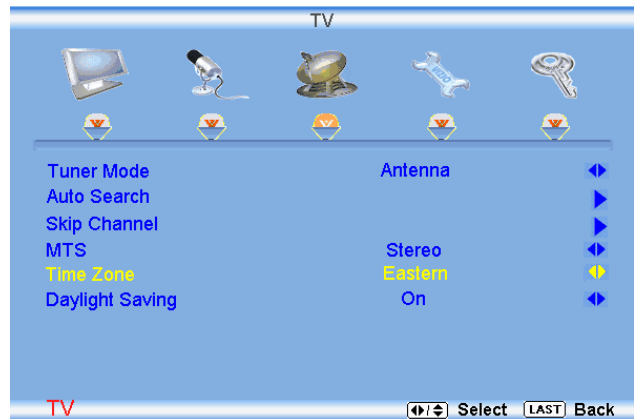 TV
Tuner Mode Antenna
Auto Search
Skip Channel
MTS Stereo
Time Zone Eastern
Daylight Saving On
TV Select LAST Back